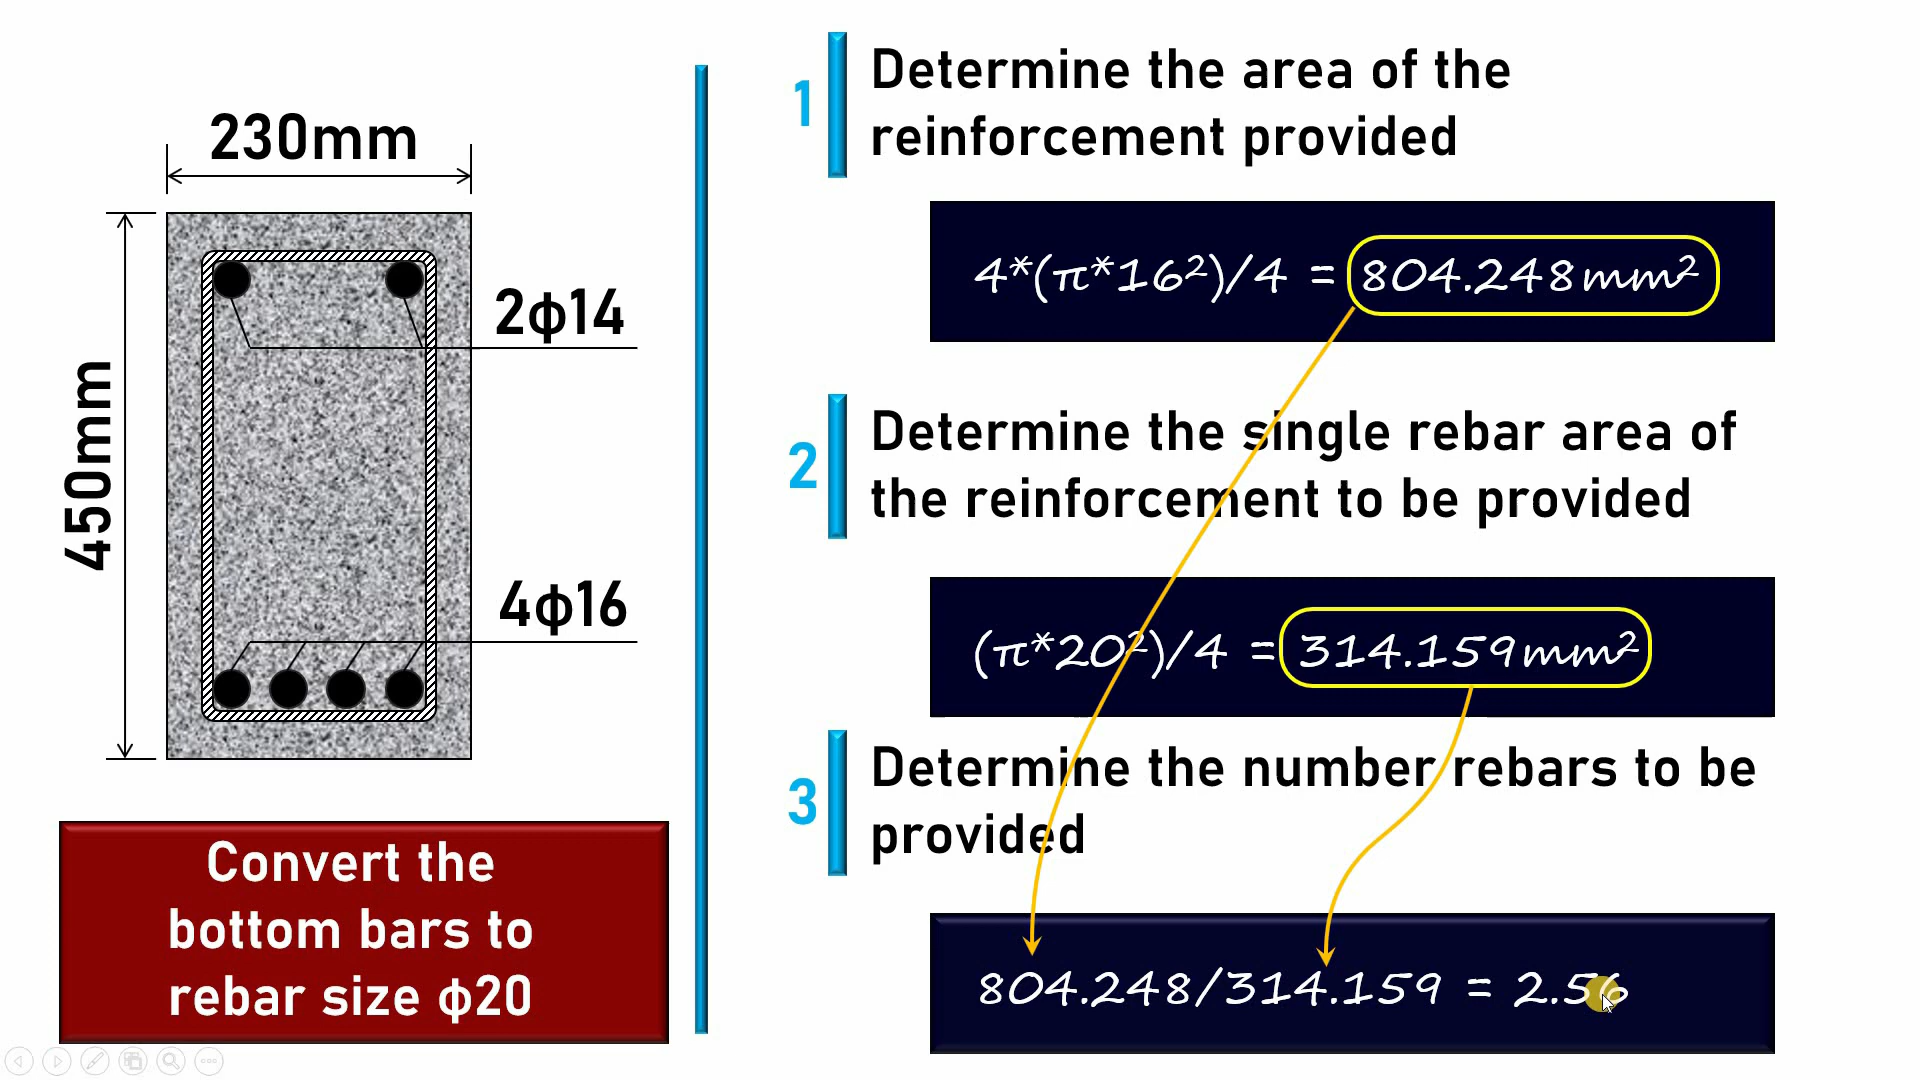 230mm
450mm
2ϕ14
4ϕ16
Convert the
bottom bars to
rebar size ϕ20
1
Determine the area of the
reinforcement provided
4*(π*16²)/4 = 804.248mm²
2
Determine the single rebar area of
the reinforcement to be provided
(π*20²)/4 = 314.159mm²
3
Determine the number rebars to be
provided
804.248/314.159 = 2.56